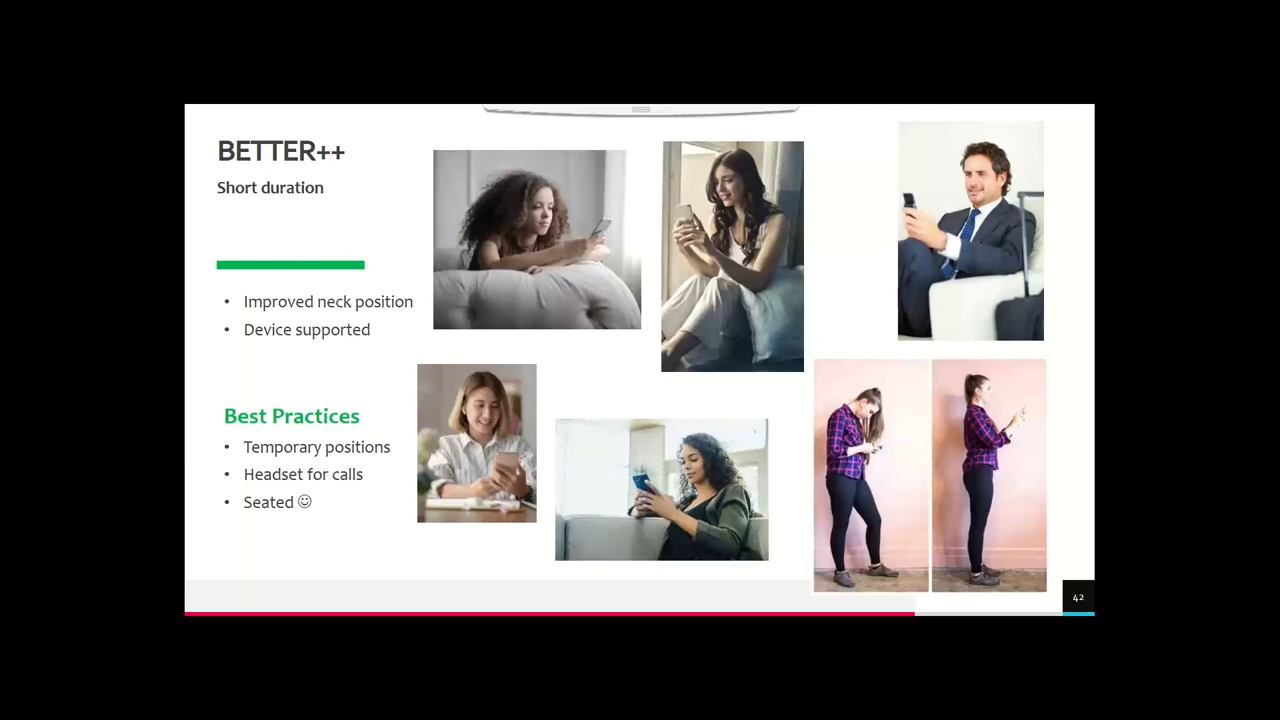 BETTER++
Short duration
• Improved neck position
• Device supported
Best Practices
• Temporary positions
• Headset for calls
• Seated ☺
42